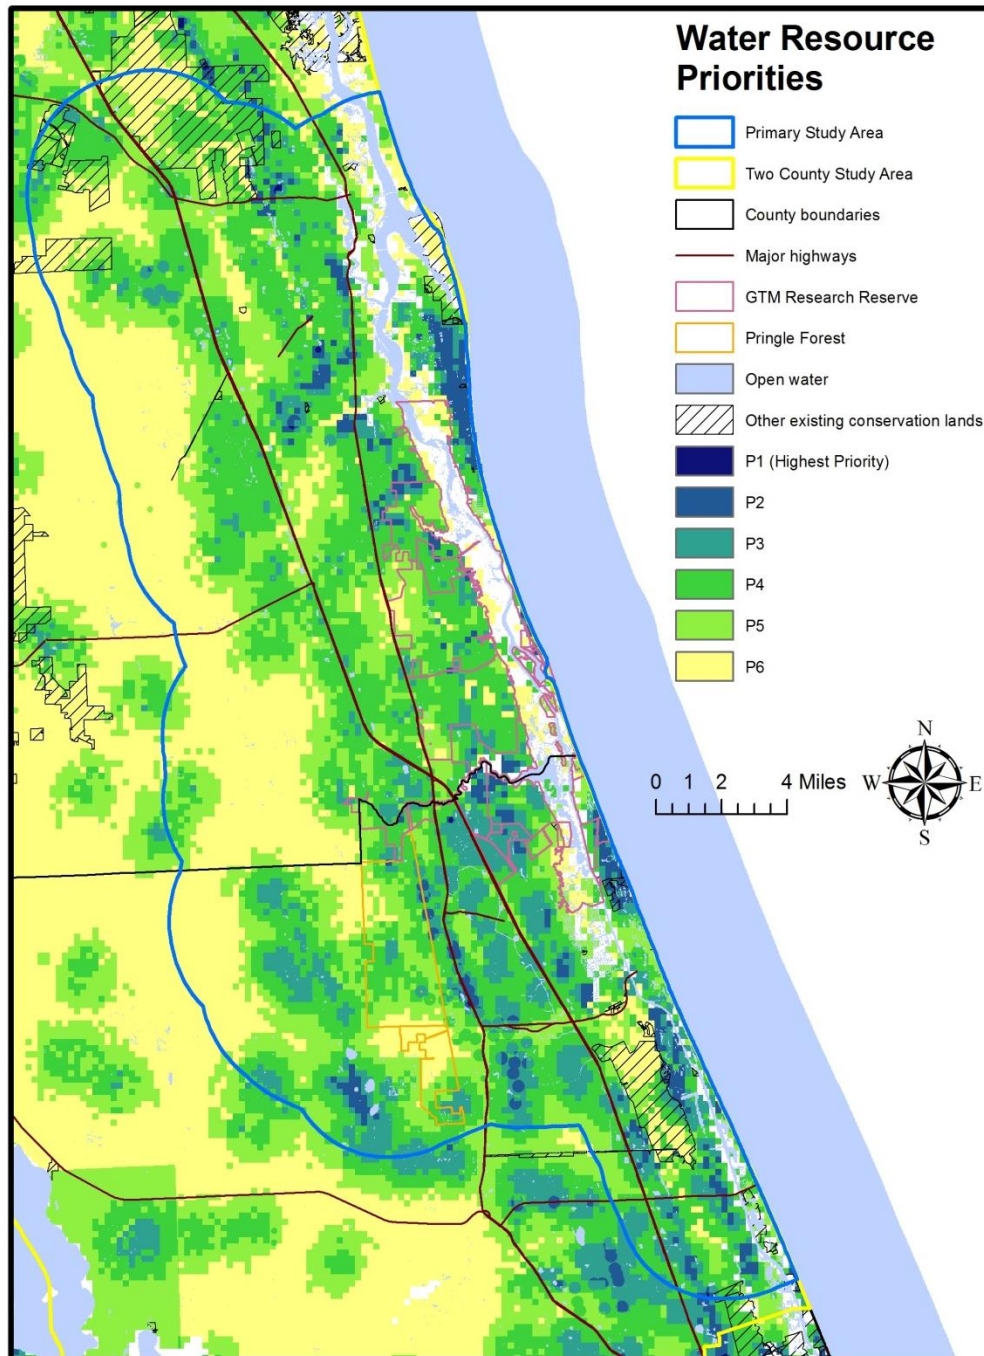 Water Resource
Priorities
Primary Study Area
Two County Study Area
County boundaries
Major highways
GTM Research Reserve
Pringle Forest
Open water
Other existing conservation lands
P1 (Highest Priority)
P2
P3
P4
P5
P6
N
W E
S
0 1 2 4 Miles